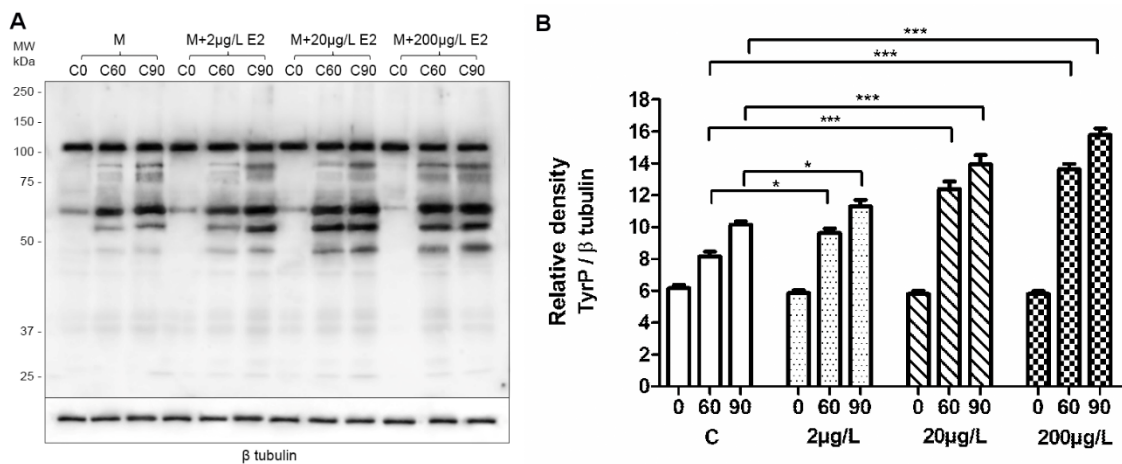 A
MW
kDa
M M+2µg/L E2 M+20µg/L E2 M+200µg/L E2
C0 C60 C90 C0 C60 C90 C0 C60 C90 C0 C60 C90
250 -
150 -
100 -
75 -
50 -
37 -
25 -
β tubulin
B
***
***
***
***
*
*
Relative density
TyrP / β tubulin
18
16
14
12
10
8
6
4
2
0
0 60 90 0 60 90 0 60 90 0 60 90
C 2µg/L 20µg/L 200µg/L